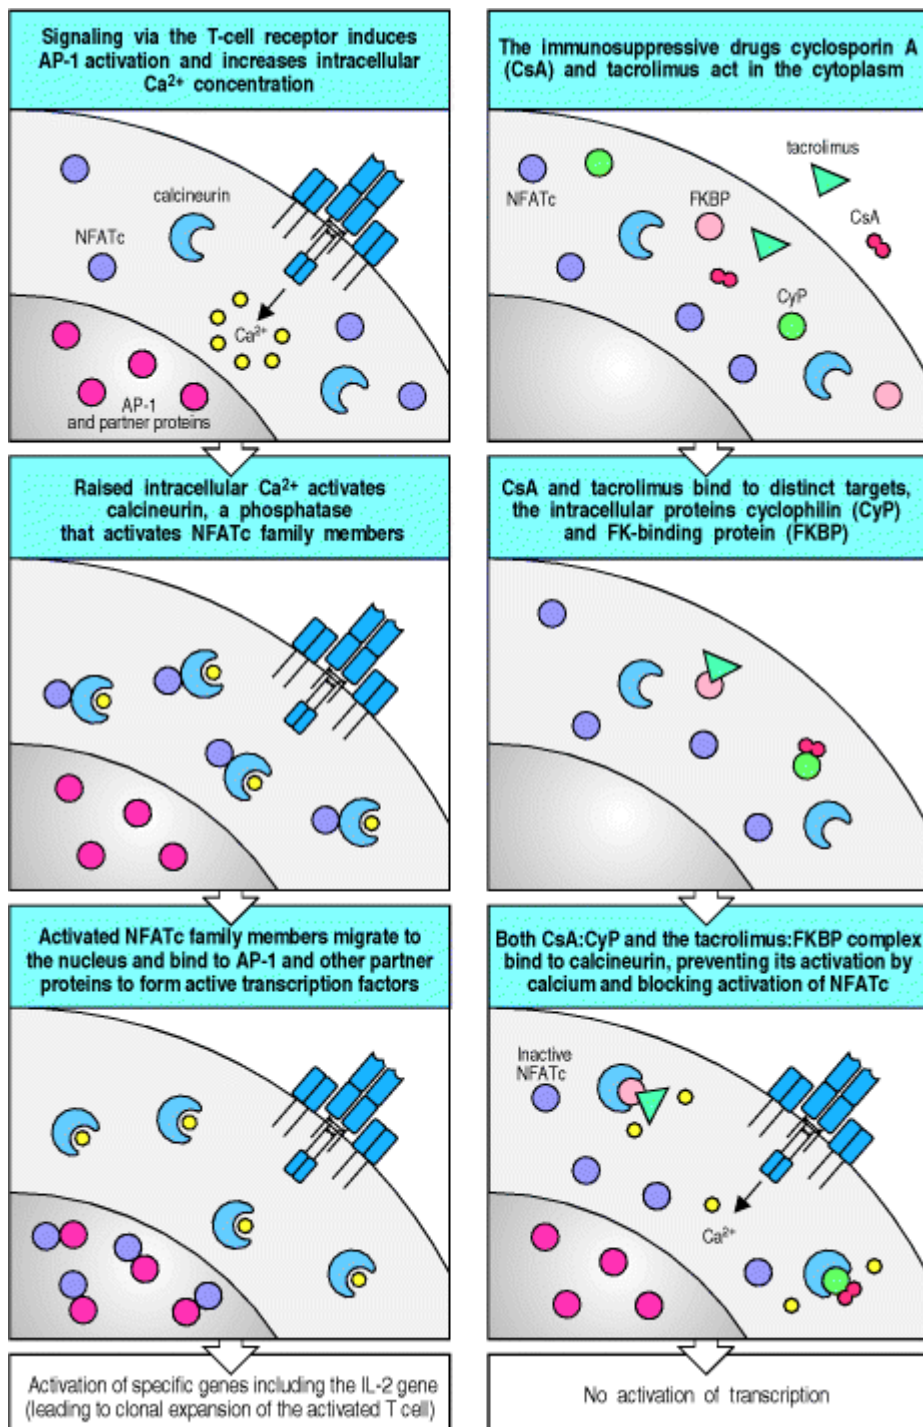 Signaling via the T-cell receptor induces
AP-1 activation and increases intracellular
Ca2+ concentration
calcineurin
NFATc
Ca2+
AP-1
and partner proteins
Raised intracellular Ca2+ activates
calcineurin, a phosphatase
that activates NFATc family members
Activated NFATc family members migrate to
the nucleus and bind to AP-1 and other partner
proteins to form active transcription factors
Activation of specific genes including the IL-2 gene
(leading to clonal expansion of the activated T cell)
The immunosuppressive drugs cyclosporin A
(CsA) and tacrolimus act in the cytoplasm
tacrolimus
NFATc
FKBP
CsA
CyP
CsA and tacrolimus bind to distinct targets,
the intracellular proteins cyclophilin (CyP)
and FK-binding protein (FKBP)
Both CsA:CyP and the tacrolimus:FKBP complex
bind to calcineurin, preventing its activation by
calcium and blocking activation of NFATc
Inactive
NFATc
Ca2+
No activation of transcription